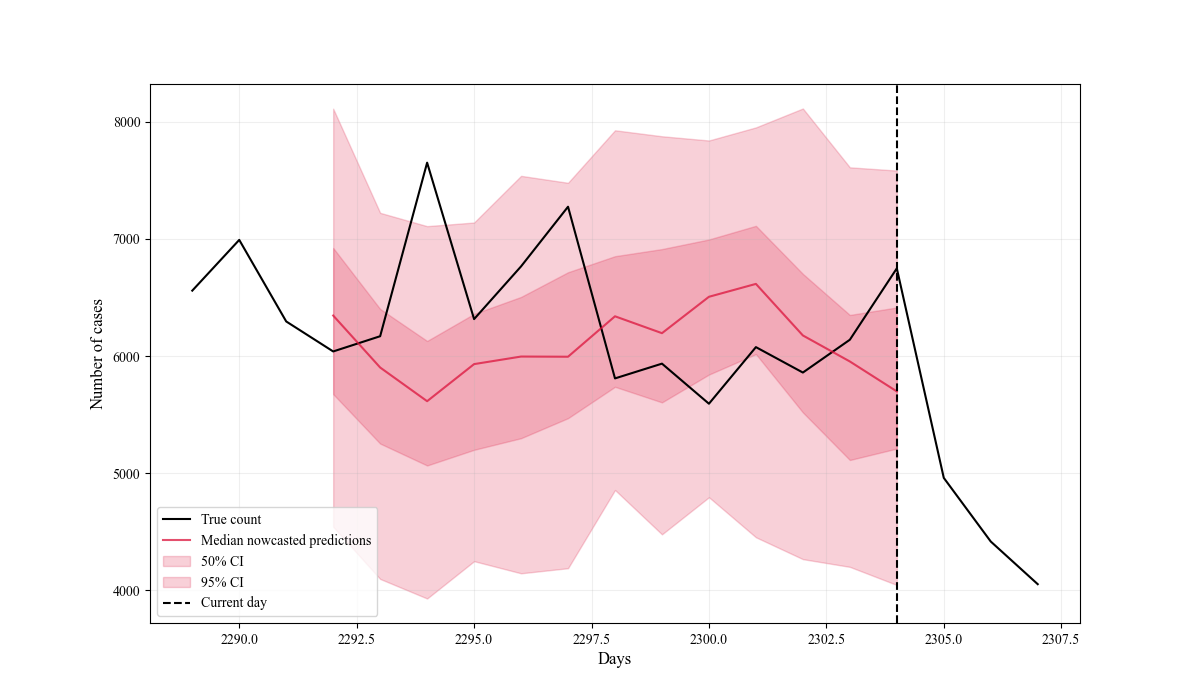 8000
7000
6000
5000
4000
Number of cases
True count
Median nowcasted predictions
50% CI
95% CI
Current day
2290.0 2292.5 2295.0 2297.5 2300.0 2302.5 2305.0 2307.5
Days